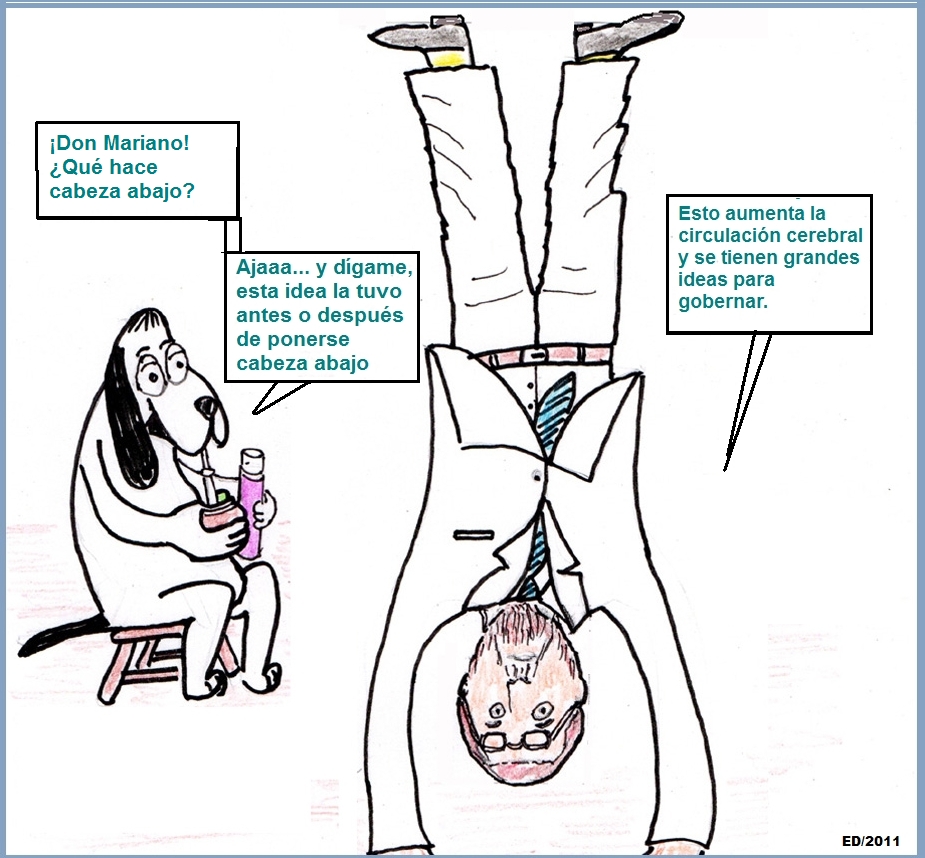 ¡Don Mariano!
¿Qué hace
cabeza abajo?
Esto aumenta la
circulación cerebral
y se tienen grandes
ideas para
gobernar.
Ajaaa... y dígame,
esta idea la tuvo
antes o después
de ponerse
cabeza abajo
ED/2011